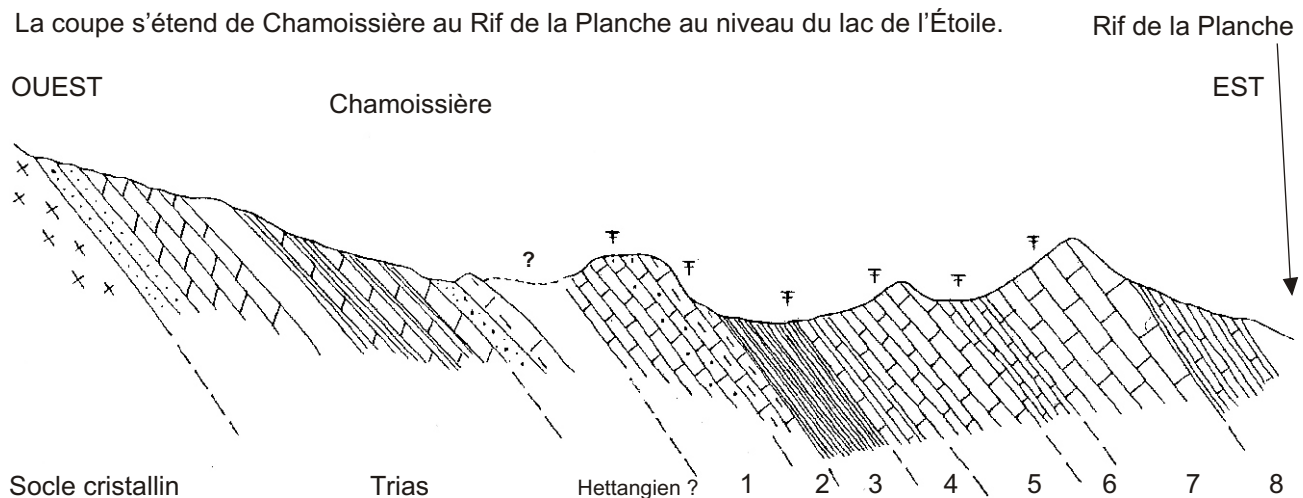 La coupe s’étend de Chamoissière au Rif de la Planche au niveau du lac de l’Étoile.
Rif de la Planche
OUEST
EST
Chamoissière
?
Socle cristallin Trias Hettangien ? 1 2 3 4 5 6 7 8